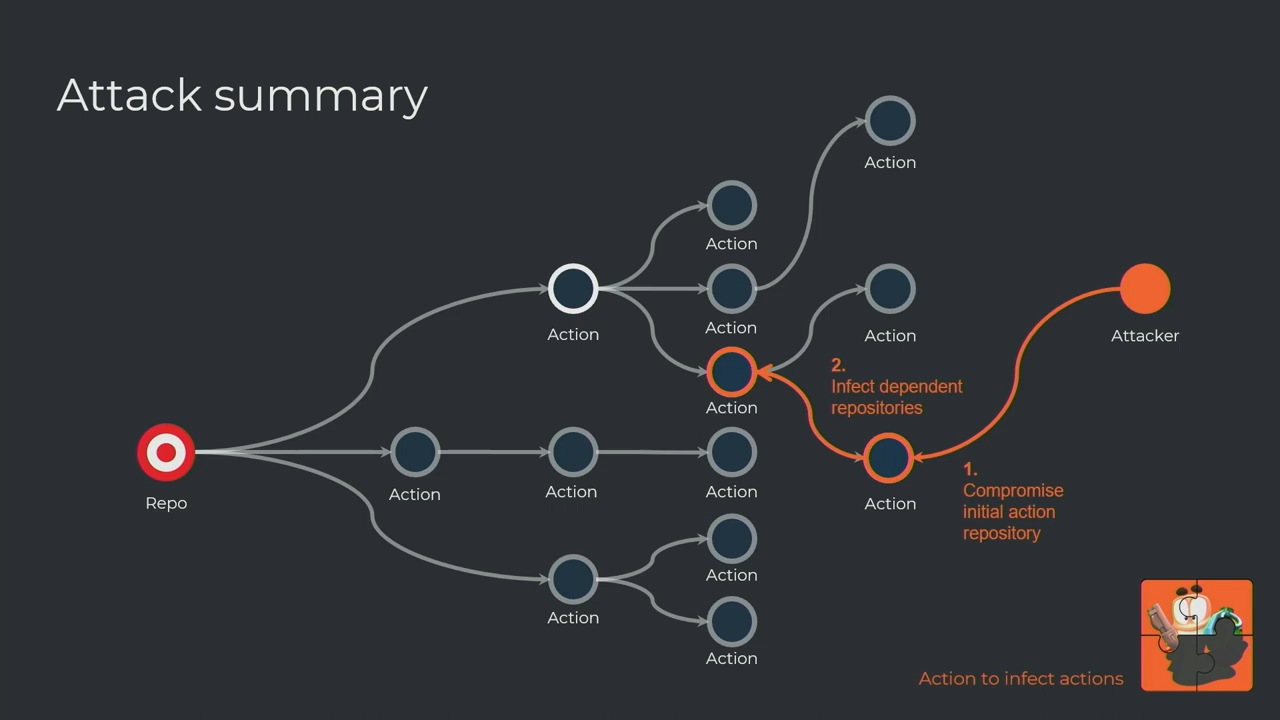 Attack summary
Action
Action
Action
Action
Action
Action
2.
Infect dependent
repositories
Attacker
Action
Repo
Action
Action
Action
Action
1.
Compromise
initial action
repository
Action
Action
Action
Action to infect actions